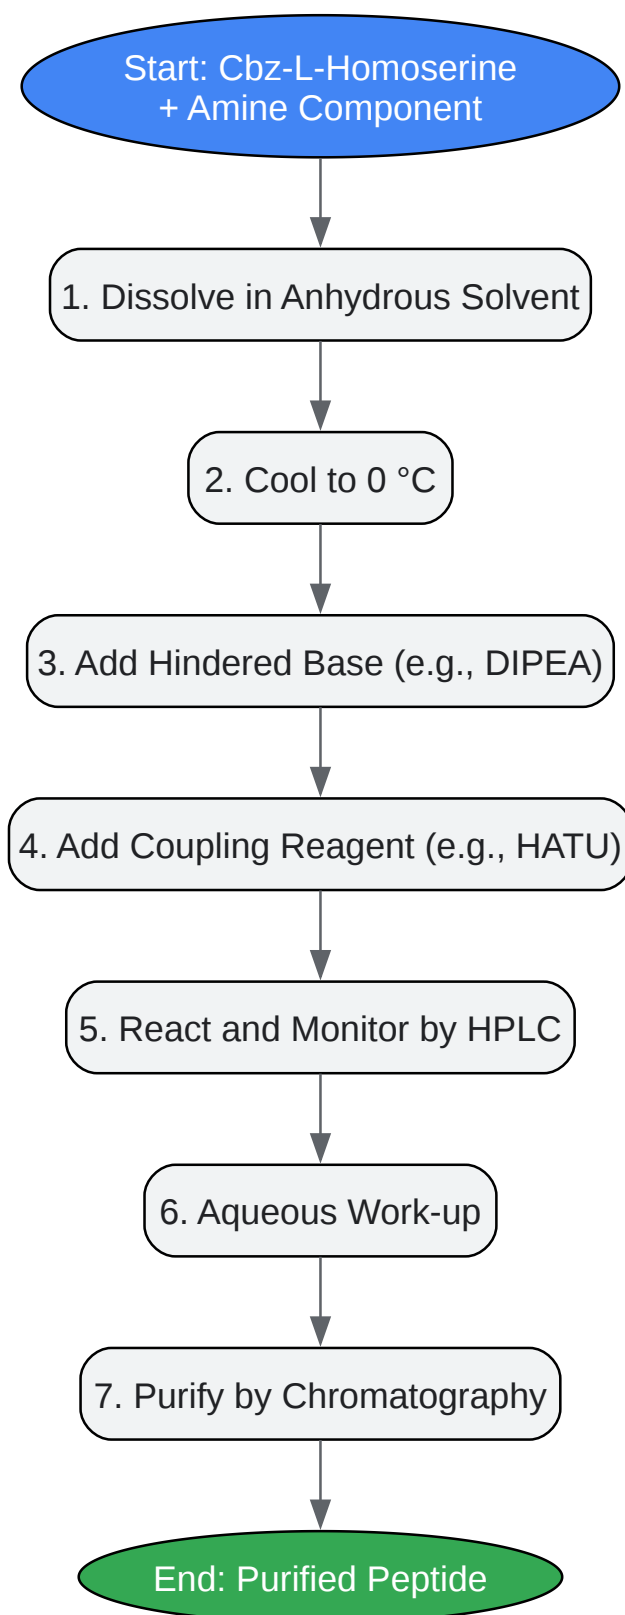 Start: Cbz-L-Homoserine
+ Amine Component
1. Dissolve in Anhydrous Solvent
2. Cool to 0 °C
3. Add Hindered Base (e.g., DIPEA)
4. Add Coupling Reagent (e.g., HATU)
5. React and Monitor by HPLC
6. Aqueous Work-up
7. Purify by Chromatography
End: Purified Peptide